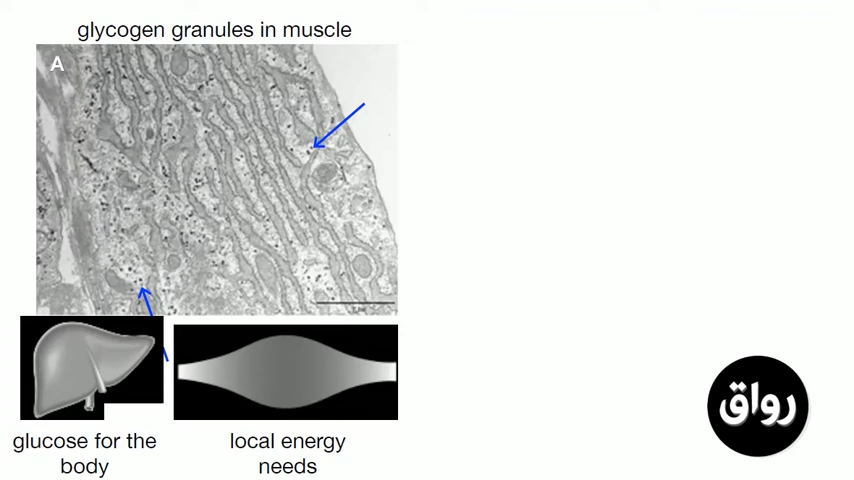 glycogen granules in muscle
A
glucose for the
body
local energy
needs
رواق